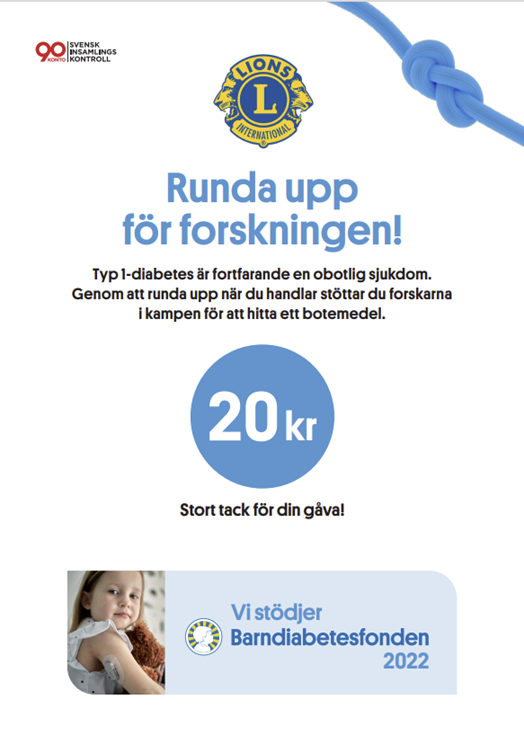 90
KONTO
SVENSK
INSAMLINGS
KONTROLL
LIONS
L
INTERNATIONAL
Runda upp
för forskningen!
Typ 1-diabetes är fortfarande en obotlig sjukdom.
Genom att runda upp när du handlar stöttar du forskarna
i kampen för att hitta ett botemedel.
20 kr
Stort tack för din gåva!
Vi stödjer
Barndiabetesfonden
2022